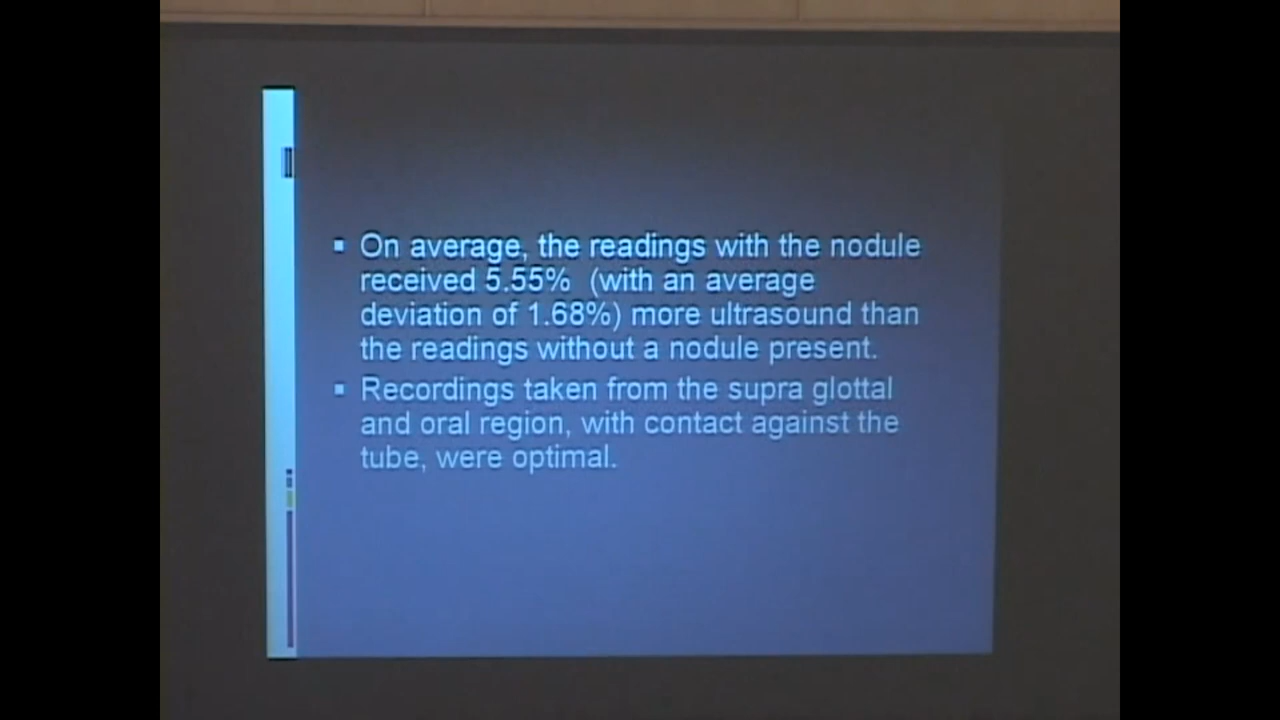 On average, the readings with the nodule
received 5.55% (with an average
deviation of 1.68%) more ultrasound than
the readings without a nodule present.
Recordings taken from the supra glottal
and oral region, with contact against the
tube, were optimal.